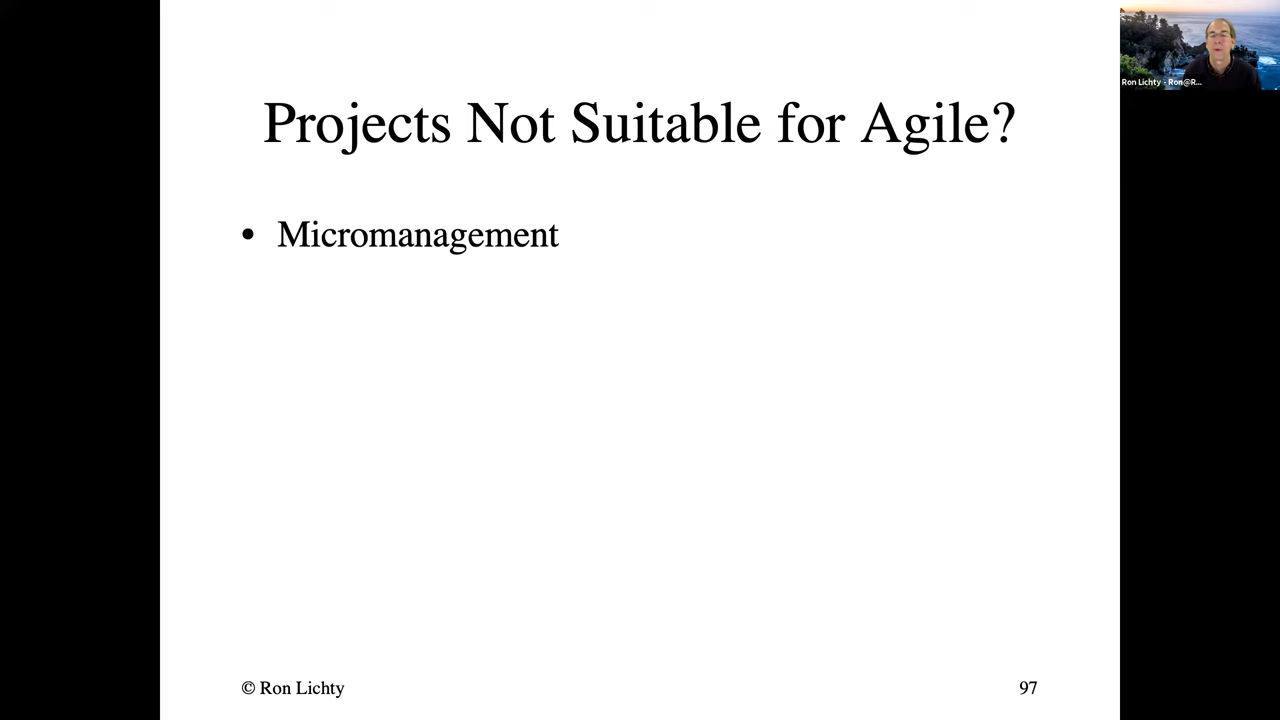 Projects Not Suitable for Agile?
• Micromanagement
© Ron Lichty
97
Ron Lichty - Ron@R...